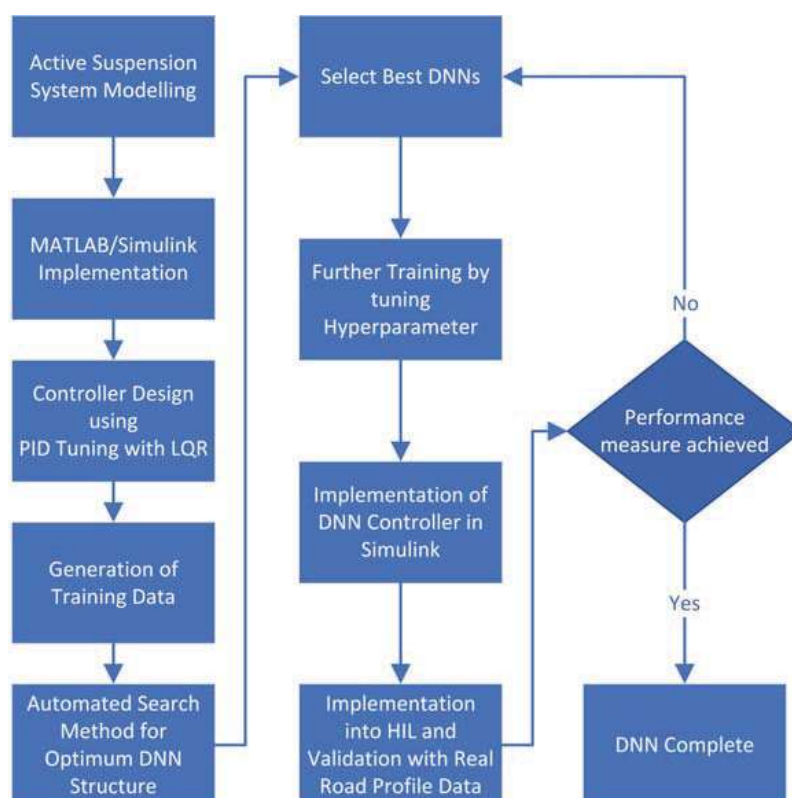 Active Suspension
System Modelling
MATLAB/Simulink
Implementation
Controller Design
using
PID Tuning with LQR
Generation of
Training Data
Automated Search
Method for
Optimum DNN
Structure
Select Best DNNs
Further Training by
tuning
Hyperparameter
Implementation of
DNN Controller in
Simulink
Implementation
into HIL and
Validation with Real
Road Profile Data
No
Performance
measure achieved
Yes
DNN Complete